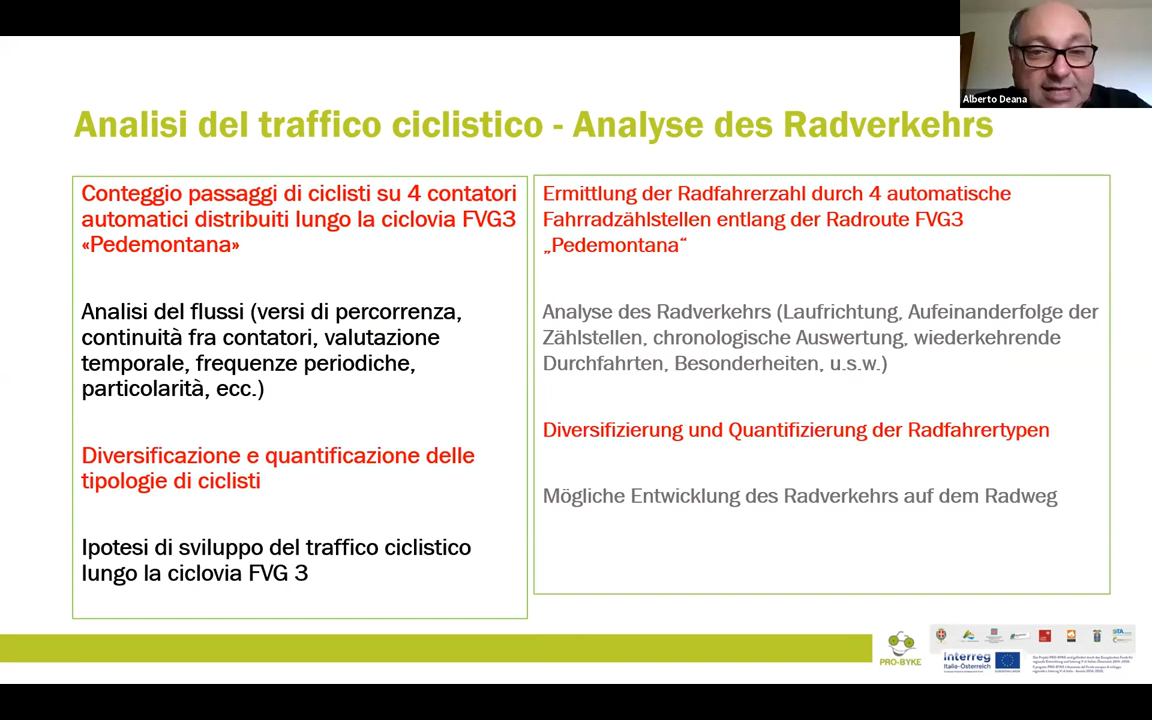 Alberto Deana
Analisi del traffico ciclistico - Analyse des Radverkehrs
Conteggio passaggi di ciclisti su 4 contatori
automatici distribuiti lungo la ciclovia FVG3
«Pedemontana»
Analisi del flussi (versi di percorrenza,
continuità fra contatori, valutazione
temporale, frequenze periodiche,
particolarità, ecc.)
Diversificazione e quantificazione delle
tipologie di ciclisti
Ipotesi di sviluppo del traffico ciclistico
lungo la ciclovia FVG 3
Ermittlung der Radfahrerzahl durch 4 automatische
Fahrradzählstellen entlang der Radroute FVG3
„Pedemontana“
Analyse des Radverkehrs (Laufrichtung, Aufeinanderfolge der
Zählstellen, chronologische Auswertung, wiederkehrende
Durchfahrten, Besonderheiten, u.s.w.)
Diversifizierung und Quantifizierung der Radfahrertypen
Mögliche Entwicklung des Radverkehrs auf dem Radweg
PRO-BYKE
Interreg
Italia-Österreich